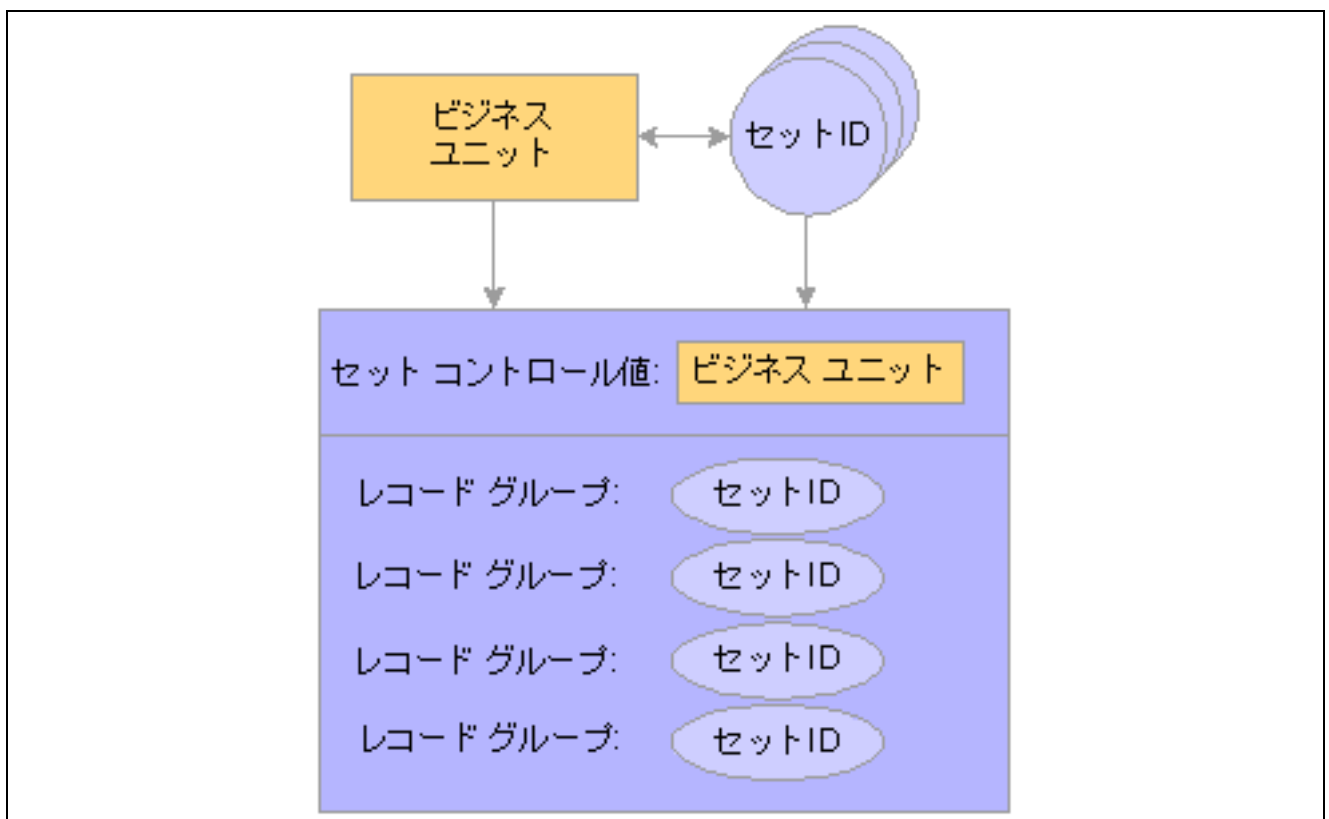 ビジネス
ユニット
セットID
セット コントロール値: ビジネス ユニット
レコード グループ: セットID
レコード グループ: セットID
レコード グループ: セットID
レコード グループ: セットID